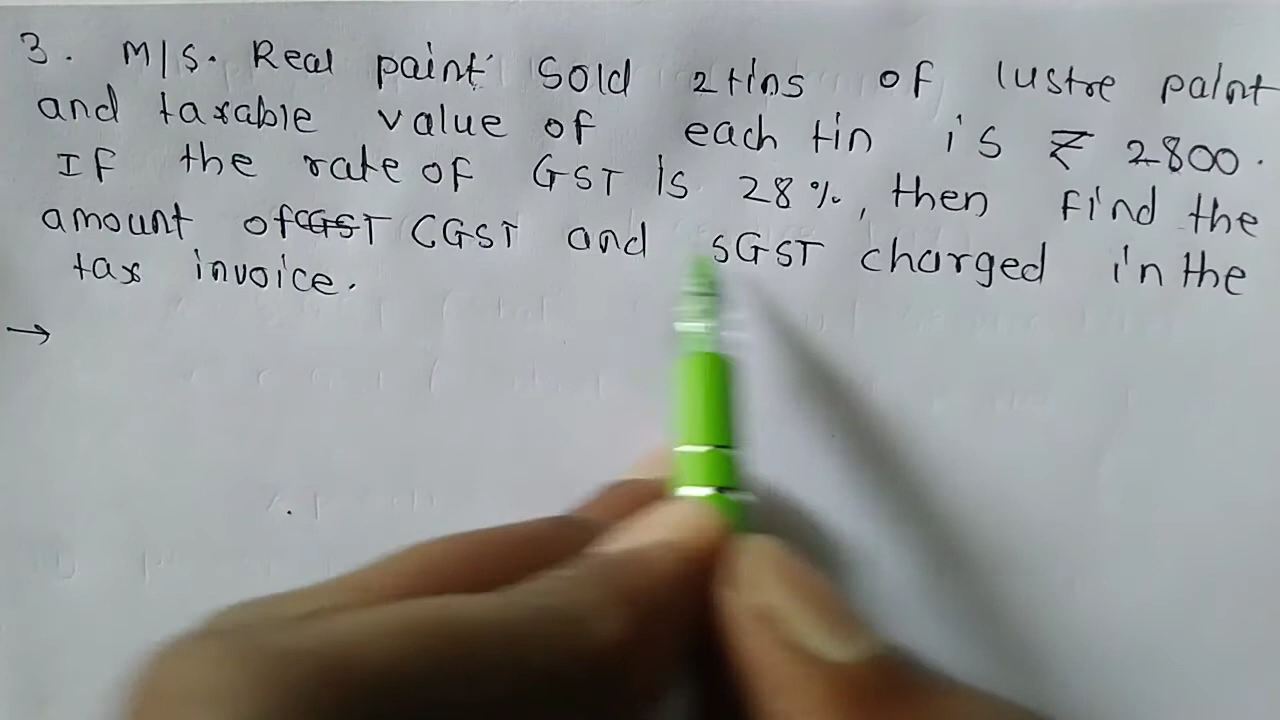 3. M/S. Real paint sold 2 tins of lustre paint
and taxable value of each tin is ₹ 2800.
If the rate of GST is 28%, then find the
amount of CGST CGST and SGST charged in the
tax invoice.
→